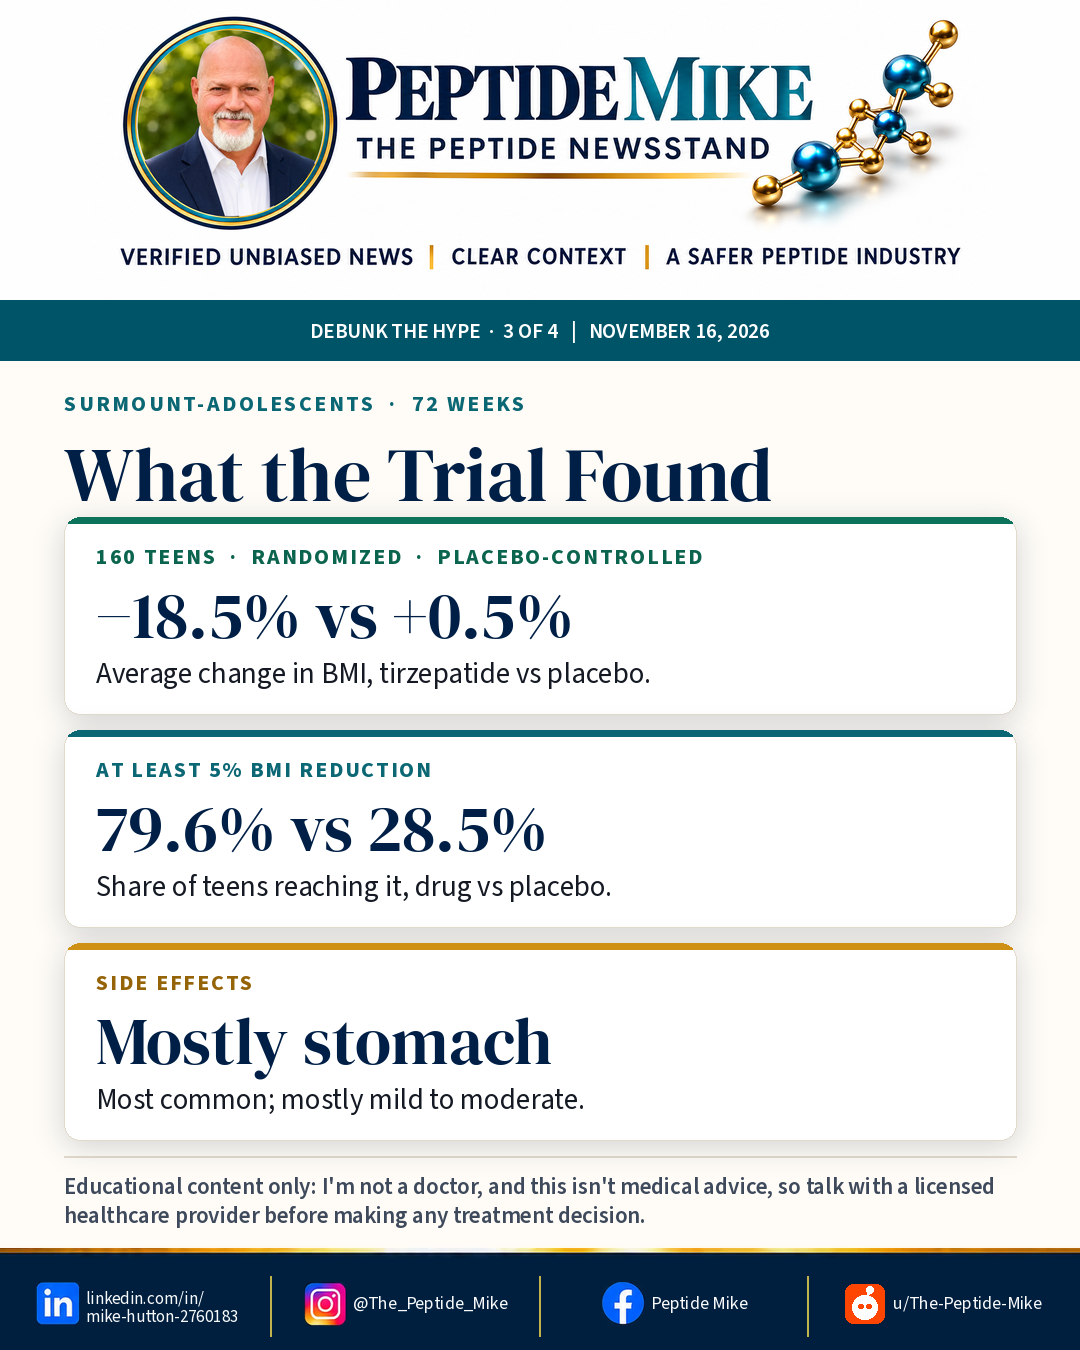 PEPTIDEMIKE
THE PEPTIDE NEWSSTAND
VERIFIED UNBIASED NEWS | CLEAR CONTEXT | A SAFER PEPTIDE INDUSTRY
DEBUNK THE HYPE · 3 OF 4 | NOVEMBER 16, 2026
SURMOUNT-ADOLESCENTS · 72 WEEKS
What the Trial Found
160 TEENS · RANDOMIZED · PLACEBO-CONTROLLED
−18.5% vs +0.5%
Average change in BMI, tirzepatide vs placebo.
AT LEAST 5% BMI REDUCTION
79.6% vs 28.5%
Share of teens reaching it, drug vs placebo.
SIDE EFFECTS
Mostly stomach
Most common; mostly mild to moderate.
Educational content only: I'm not a doctor, and this isn't medical advice, so talk with a licensed
healthcare provider before making any treatment decision.
linkedin.com/in/
mike-hutton-2760183
@The_Peptide_Mike
Peptide Mike
u/The-Peptide-Mike